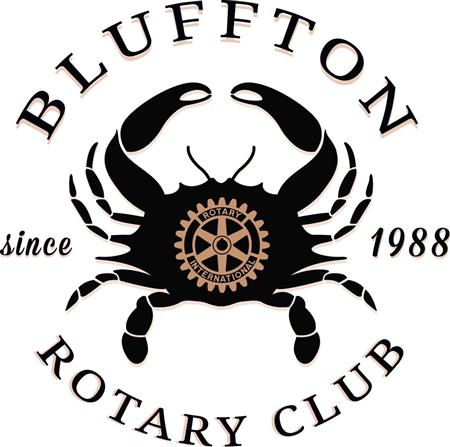 BLUFFTON
since 1988
ROTARY
INTERNATIONAL
ROTARY CLUB